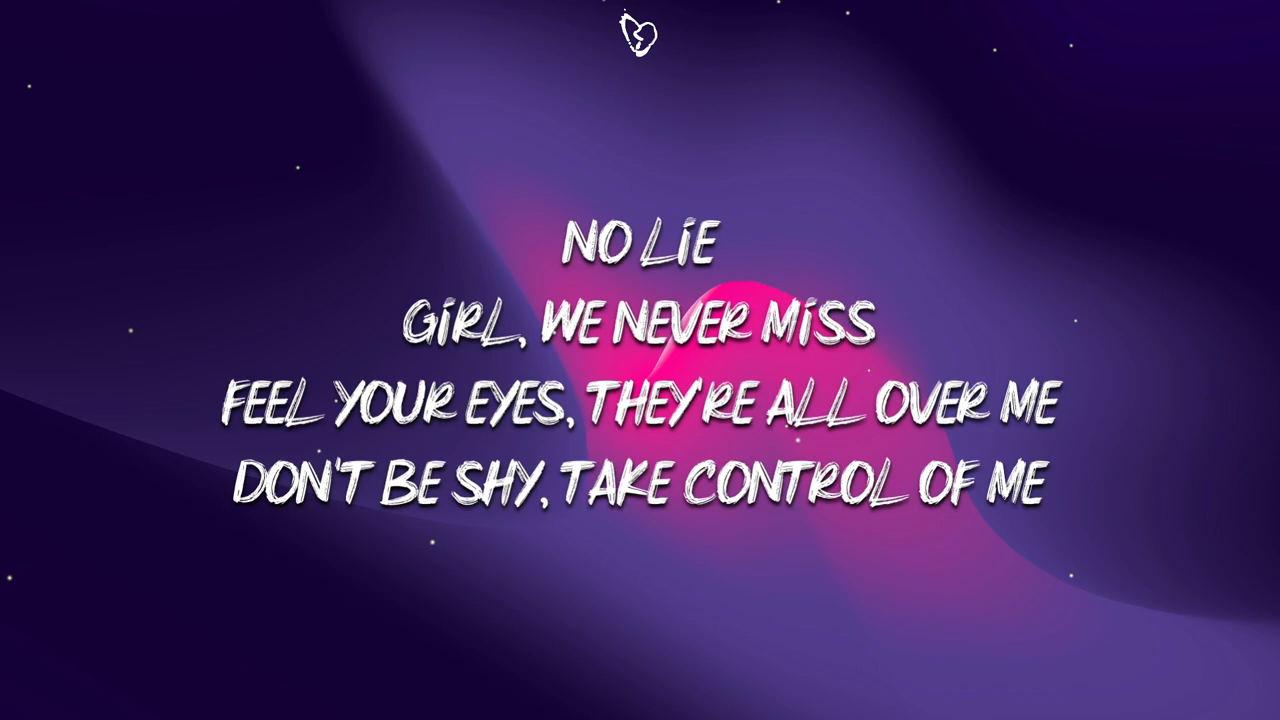 NO LiE
GiRL, WE NEVER MiSS
FEEL YOUR EYES, THEY'RE ALL OVER ME
DON'T BE SHY, TAKE CONTROL OF ME